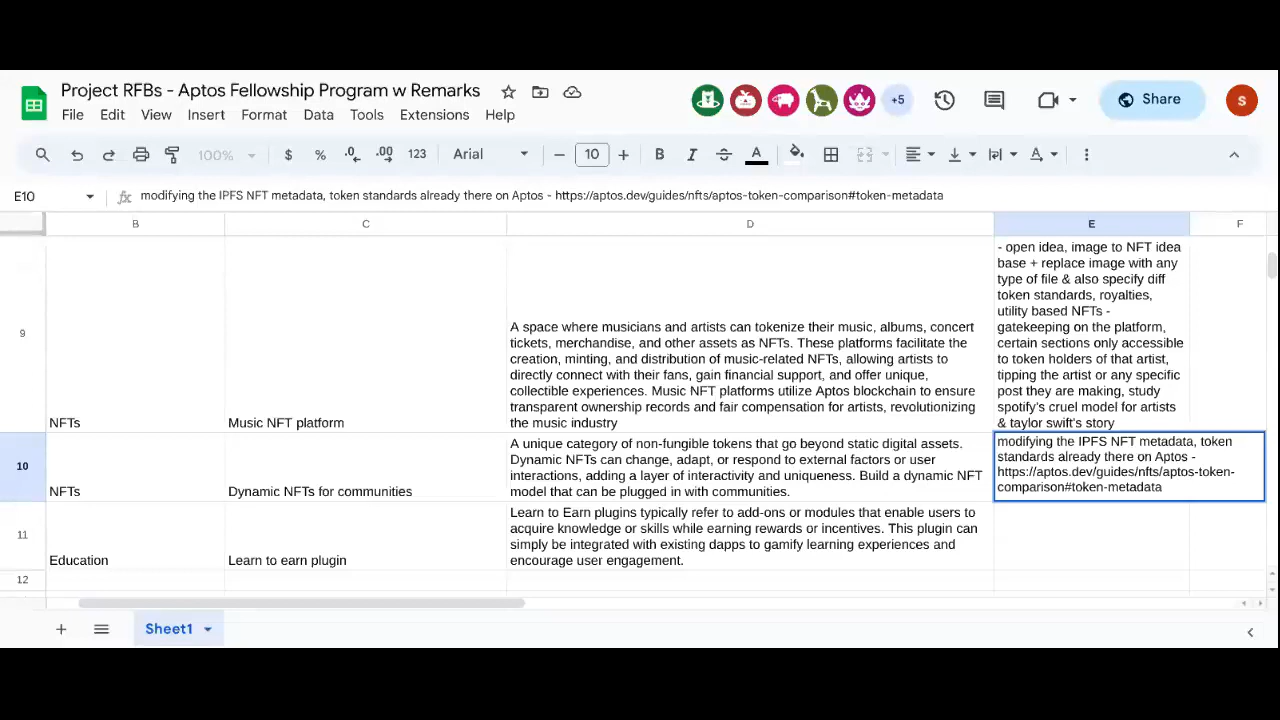 Project RFBs - Aptos Fellowship Program w Remarks
+5
Share
S
File Edit View Insert Format Data Tools Extensions Help
100% $ % .0 .00 123 Arial 10 B I A
E10
fx modifying the IPFS NFT metadata, token standards already there on Aptos - https://aptos.dev/guides/nfts/aptos-token-comparison#token-metadata
B C D E F
9
NFTs
Music NFT platform
A space where musicians and artists can tokenize their music, albums, concert
tickets, merchandise, and other assets as NFTs. These platforms facilitate the
creation, minting, and distribution of music-related NFTs, allowing artists to
directly connect with their fans, gain financial support, and offer unique,
collectible experiences. Music NFT platforms utilize Aptos blockchain to ensure
transparent ownership records and fair compensation for artists, revolutionizing
the music industry
- open idea, image to NFT idea
base + replace image with any
type of file & also specify diff
token standards, royalties,
utility based NFTs -
gatekeeping on the platform,
certain sections only accessible
to token holders of that artist,
tipping the artist or any specific
post they are making, study
spotify's cruel model for artists
& taylor swift's story
10
NFTs
Dynamic NFTs for communities
A unique category of non-fungible tokens that go beyond static digital assets.
Dynamic NFTs can change, adapt, or respond to external factors or user
interactions, adding a layer of interactivity and uniqueness. Build a dynamic NFT
model that can be plugged in with communities.
modifying the IPFS NFT metadata, token
standards already there on Aptos -
https://aptos.dev/guides/nfts/aptos-token-
comparison#token-metadata
11
Education
Learn to earn plugin
Learn to Earn plugins typically refer to add-ons or modules that enable users to
acquire knowledge or skills while earning rewards or incentives. This plugin can
simply be integrated with existing dapps to gamify learning experiences and
encourage user engagement.
12
Sheet1